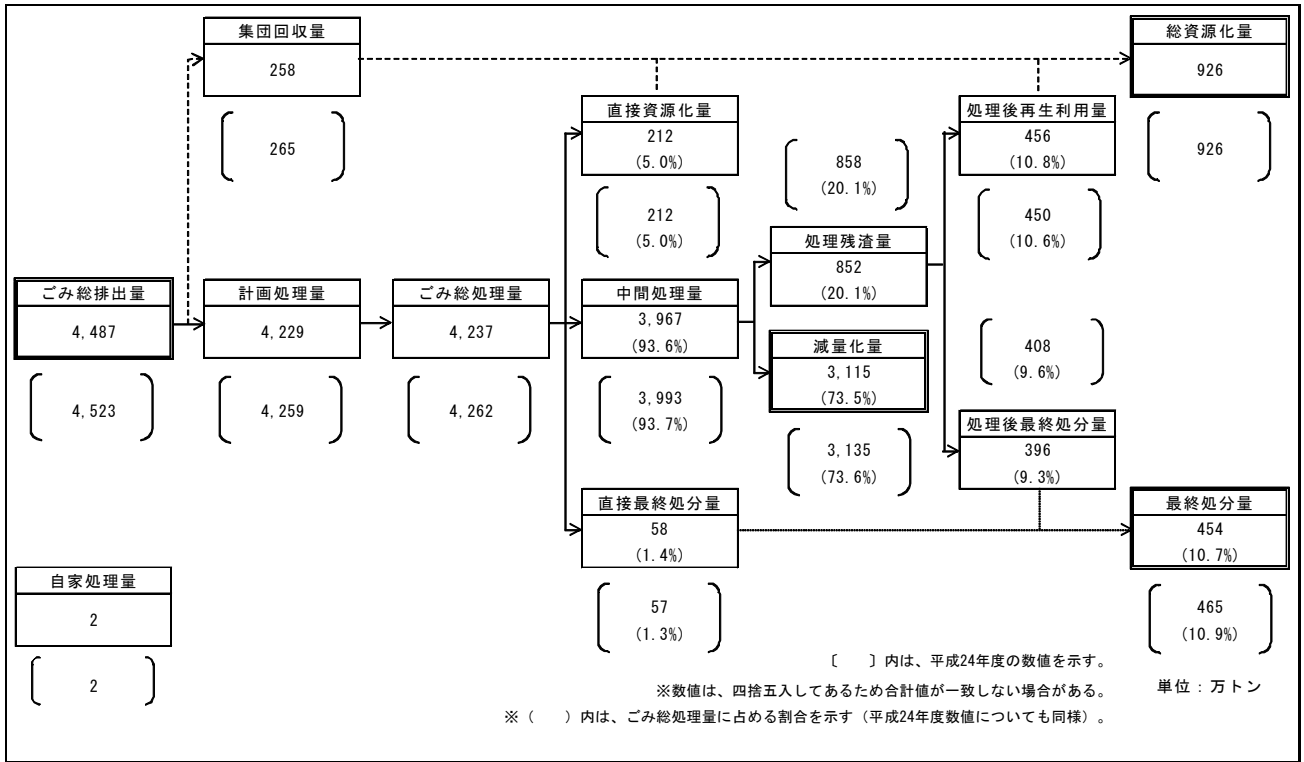 集団回収量
258
265
総資源化量
926
926
直接資源化量
212
(5.0%)
212
(5.0%)
858
(20.1%)
処理後再生利用量
456
(10.8%)
450
(10.6%)
処理残渣量
852
(20.1%)
ごみ総排出量
4,487
4,523
計画処理量
4,229
4,259
ごみ総処理量
4,237
4,262
中間処理量
3,967
(93.6%)
3,993
(93.7%)
減量化量
3,115
(73.5%)
3,135
(73.6%)
408
(9.6%)
処理後最終処分量
396
(9.3%)
直接最終処分量
58
(1.4%)
57
(1.3%)
最終処分量
454
(10.7%)
465
(10.9%)
自家処理量
2
2
〔　　〕内は、平成24年度の数値を示す。
※数値は、四捨五入してあるため合計値が一致しない場合がある。
単位：万トン
※（　　）内は、ごみ総処理量に占める割合を示す（平成24年度数値についても同様）。